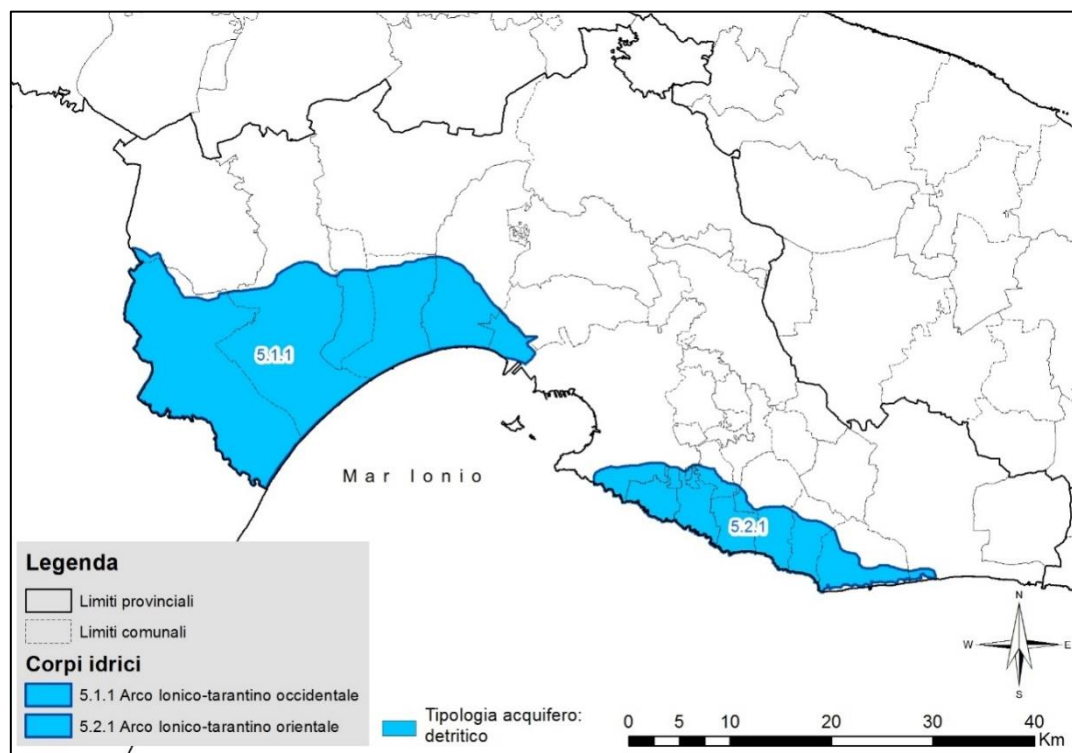 5.1.1
Mar Ionio
5.2.1
Legenda
Limiti provinciali
Limiti comunali
Corpi idrici
5.1.1 Arco Ionico-tarantino occidentale
5.2.1 Arco Ionico-tarantino orientale
Tipologia acquifero:
detritico
N
W E
S
0 5 10 20 30 40
Km